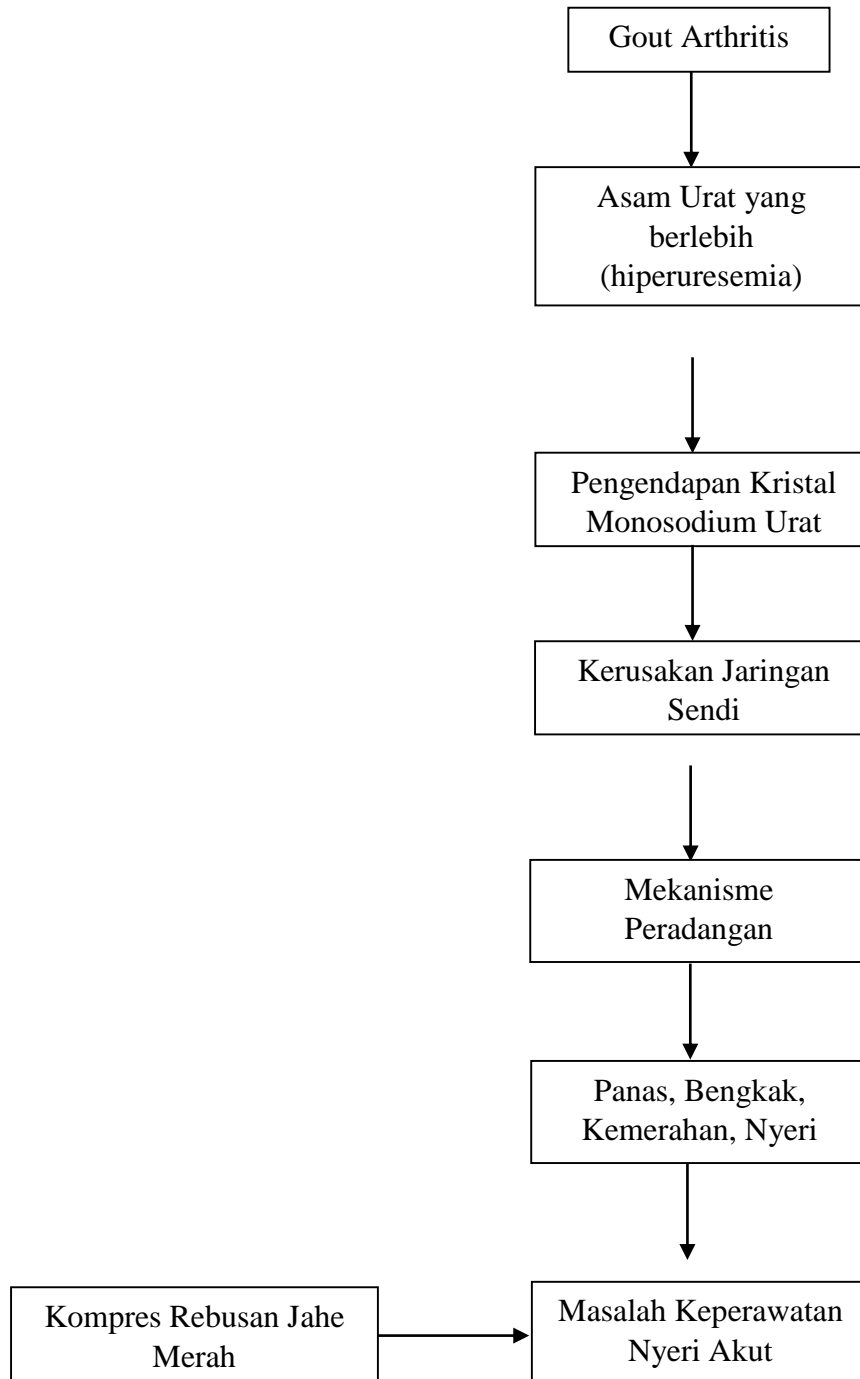 Gout Arthritis
Asam Urat yang
berlebih
(hiperuresemia)
Pengendapan Kristal
Monosodium Urat
Kerusakan Jaringan
Sendi
Mekanisme
Peradangan
Panas, Bengkak,
Kemerahan, Nyeri
Kompres Rebusan Jahe
Merah
Masalah Keperawatan
Nyeri Akut